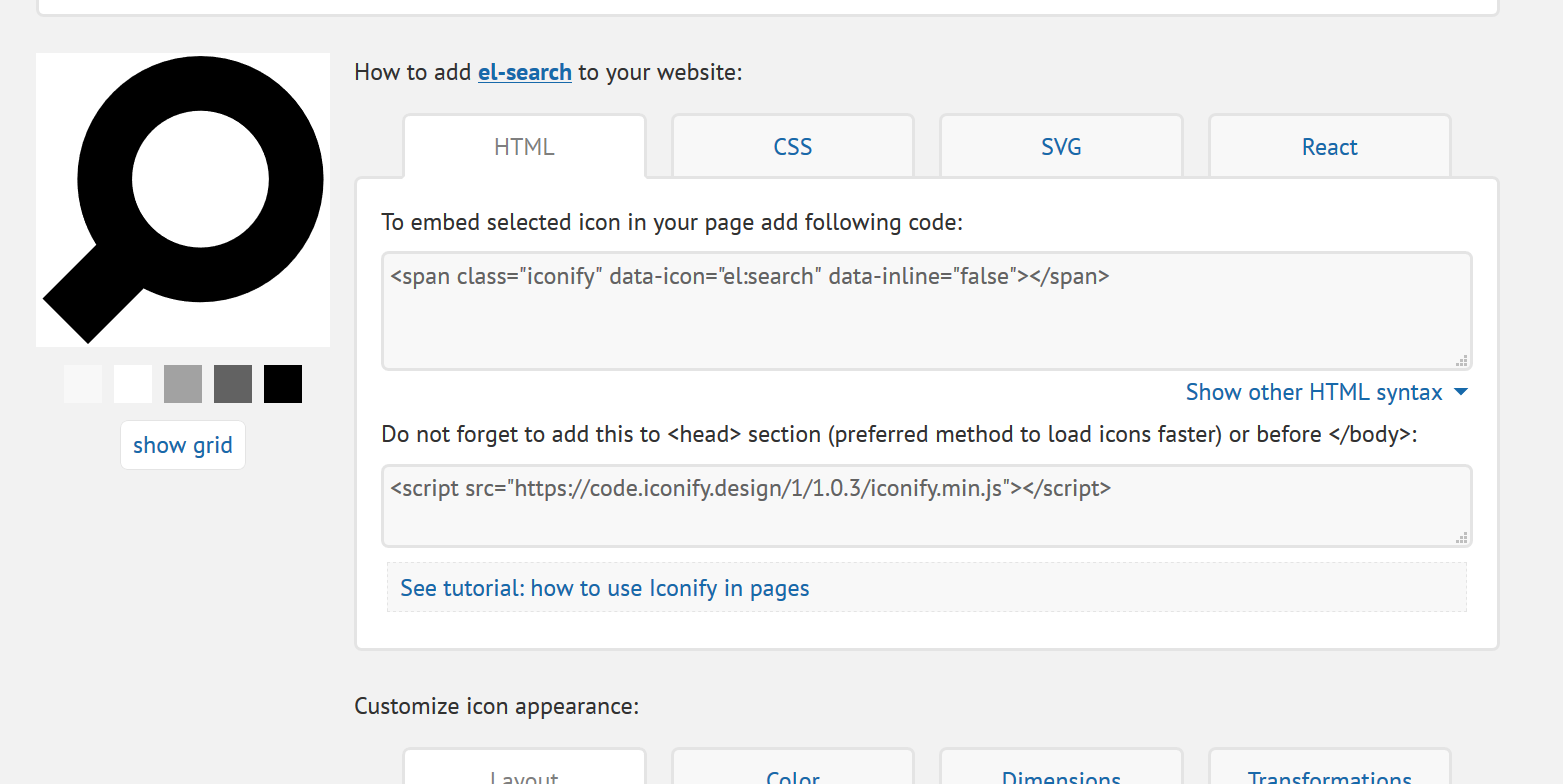 How to add el-search to your website:
HTML
CSS
SVG
React
To embed selected icon in your page add following code:
<span class="iconify" data-icon="el:search" data-inline="false"></span>
Show other HTML syntax
Do not forget to add this to <head> section (preferred method to load icons faster) or before </body>:
<script src="https://code.iconify.design/1/1.0.3/iconify.min.js"></script>
show grid
See tutorial: how to use Iconify in pages
Customize icon appearance:
Layout
Color
Dimensions
Transformations